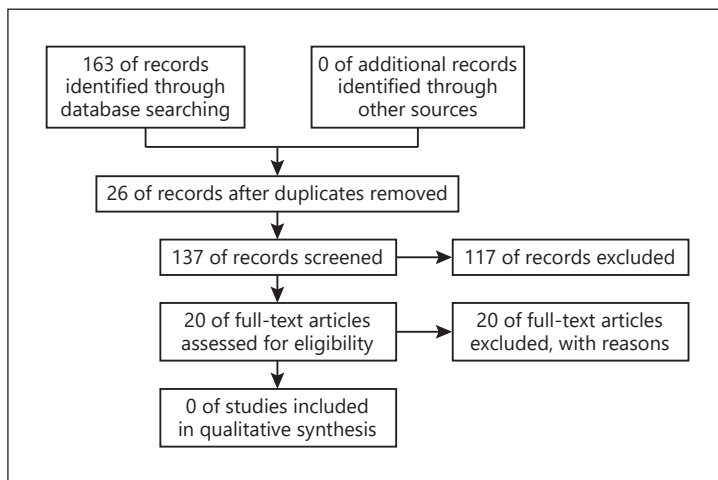 163 of records
identified through
database searching
0 of additional records
identified through
other sources
26 of records after duplicates removed
137 of records screened
117 of records excluded
20 of full-text articles
assessed for eligibility
20 of full-text articles
excluded, with reasons
0 of studies included
in qualitative synthesis